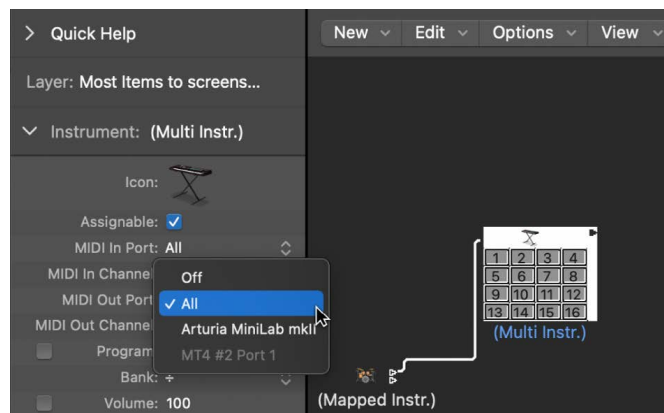 Quick Help
New Edit Options View
Layer: Most Items to screens...
Instrument: (Multi Instr.)
Icon:
Assignable:
MIDI In Port: All
MIDI In Channel
Off
MIDI Out Port
All
MIDI Out Channel
Arturia MiniLab mkII
Program
MT4 #2 Port 1
Bank: ÷
Volume: 100
1 2 3 4
5 6 7 8
9 10 11 12
13 14 15 16
(Multi Instr.)
(Mapped Instr.)